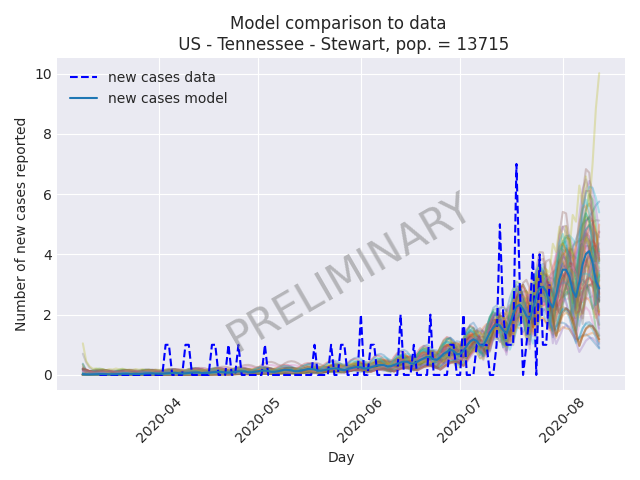 Model comparison to data
US - Tennessee - Stewart, pop. = 13715
new cases data
new cases model
Number of new cases reported
10
8
6
4
2
0
PRELIMINARY
2020-04
2020-05
2020-06
2020-07
2020-08
Day